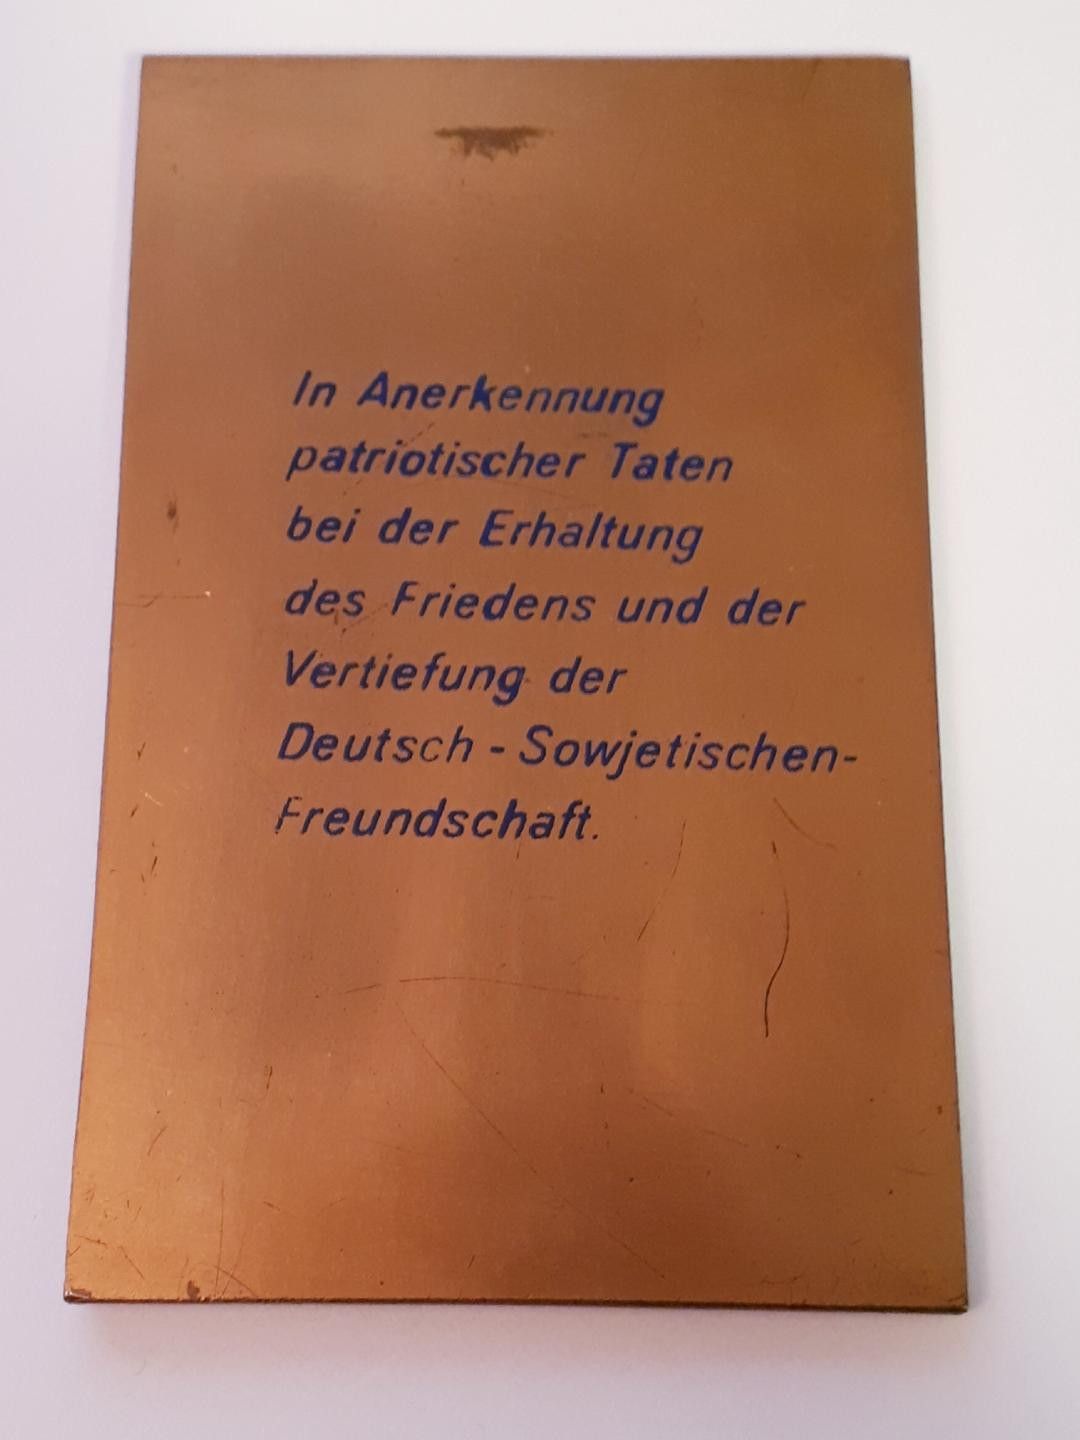 In Anerkennung
patriotischer Taten
bei der Erhaltung
des Friedens und der
Vertiefung der
Deutsch - Sowjetischen-
Freundschaft.